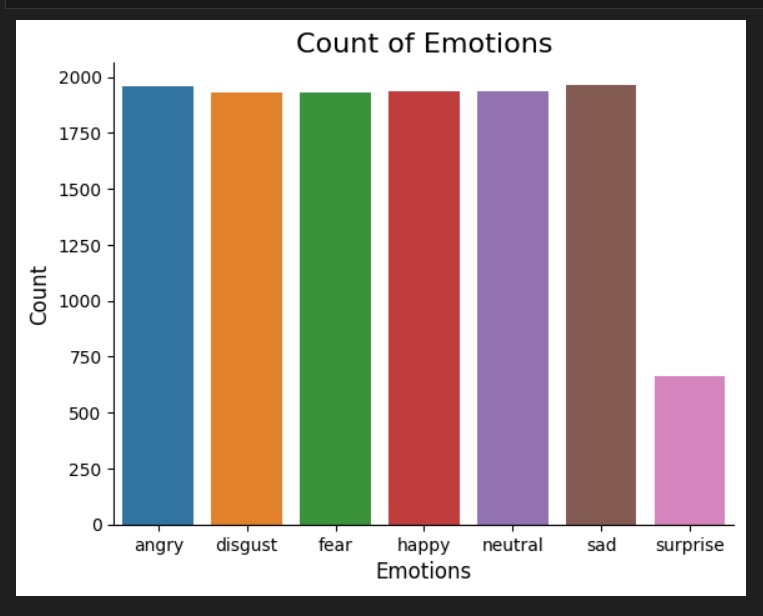 Count of Emotions
2000
1750
1500
1250
1000
750
500
250
0
Count
angry disgust fear happy neutral sad surprise
Emotions